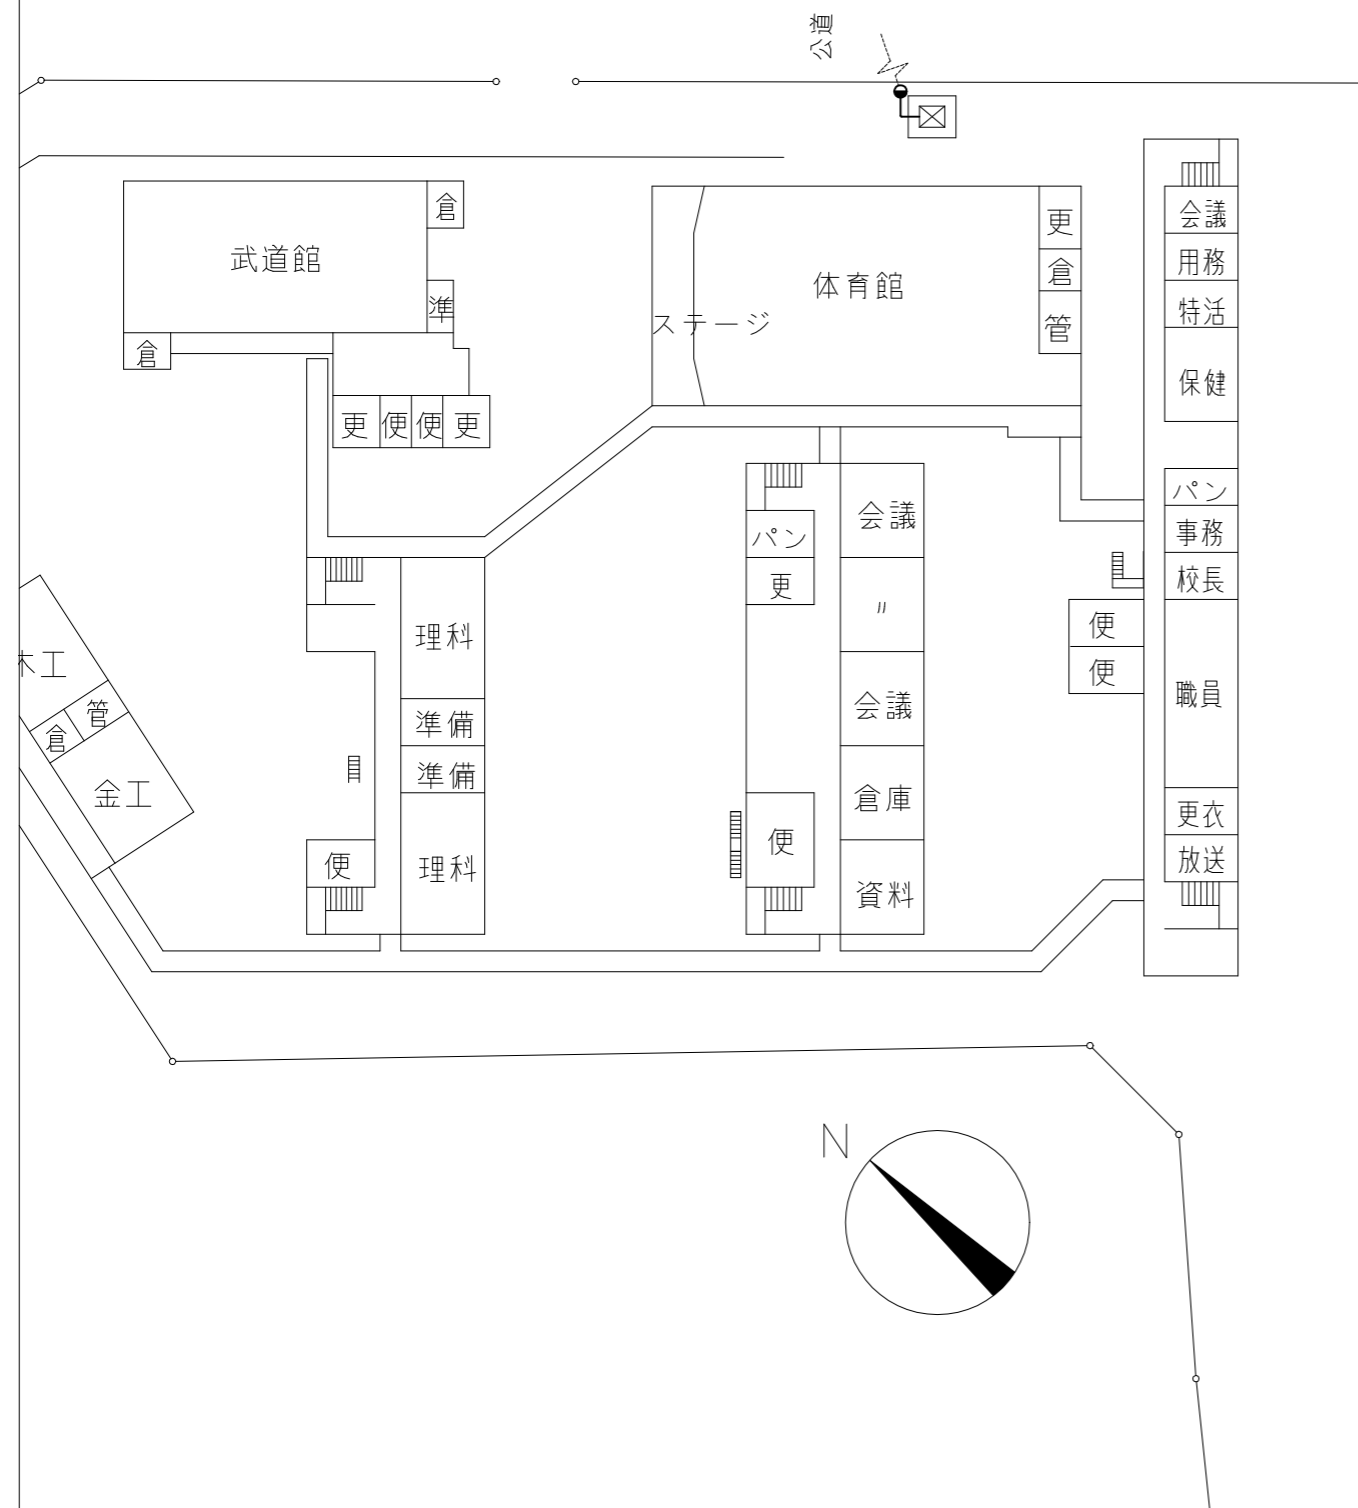 公道
武道館
倉
準
倉
更
便
便
更
ステージ
体育館
更
倉
管
会議
用務
特活
保健
パン
事務
校長
職員
更衣
放送
便
便
パン
更
便
会議
〃
会議
倉庫
資料
理科
準備
準備
理科
便
木工
管
倉
金工
N